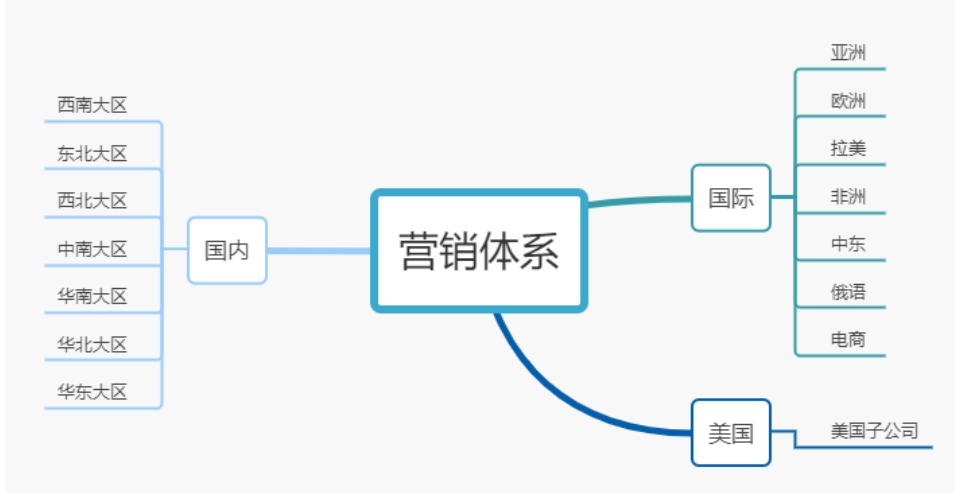 营销体系
国内
西南大区
东北大区
西北大区
中南大区
华南大区
华北大区
华东大区
国际
亚洲
欧洲
拉美
非洲
中东
俄语
电商
美国
美国子公司